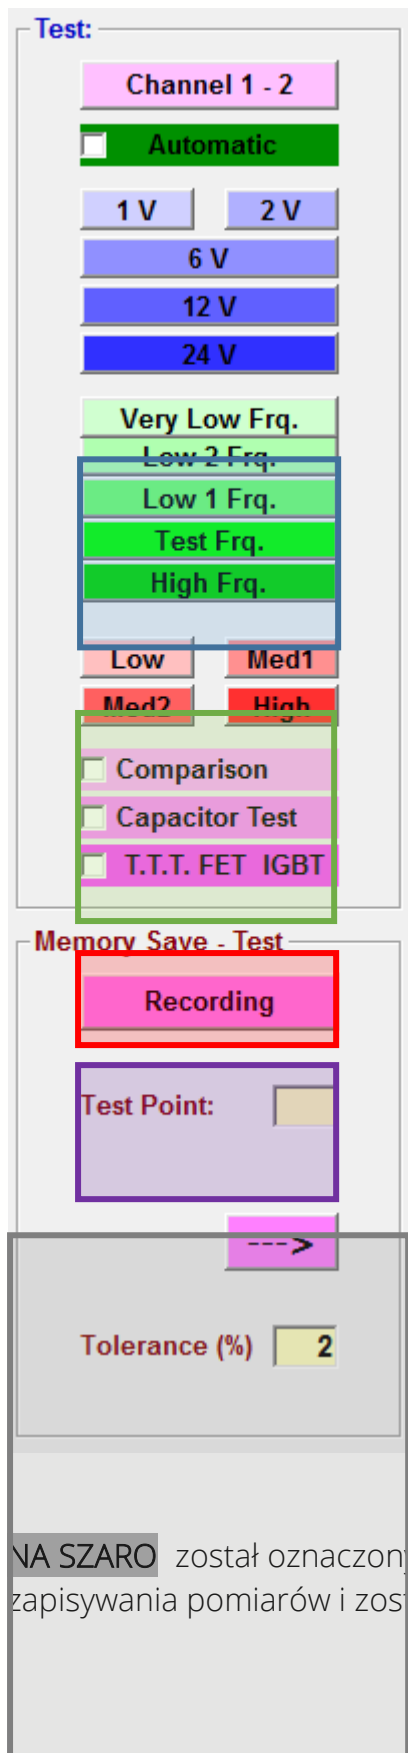 Test:
Channel 1 - 2
Automatic
1 V 2 V
6 V
12 V
24 V
Very Low Frq.
Low 2 Frq.
Low 1 Frq.
Test Frq.
High Frq.
Low Med1
Med2 High
Comparison
Capacitor Test
T.T.T. FET IGBT
Memory Save - Test
Recording
Test Point:
--->
Tolerance (%) 2
NA SZARO został oznaczony
zapisywania pomiarów i zost